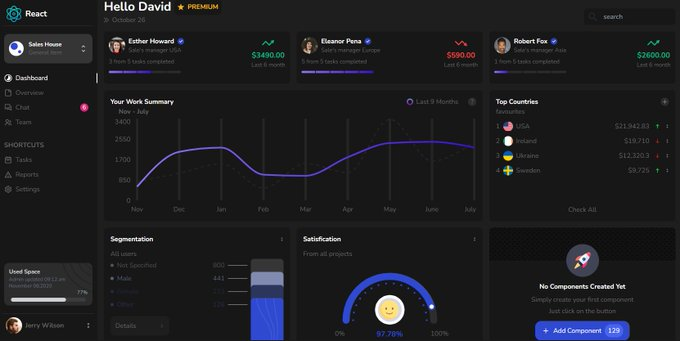 React
Sales House
General Item
Dashboard
Overview
Chat
6
Team
SHORTCUTS
Tasks
Reports
Settings
Used Space
Admin updated 09:12 am
November 08,2020
77%
Jerry Wilson
Hello David
PREMIUM
October 26
search
Esther Howard
Sale's manager USA
$3490.00
3 from 5 tasks completed
Last 6 month
Eleanor Pena
Sale's manager Europe
$590.00
5 from 5 tasks completed
Last 6 month
Robert Fox
Sale's manager Asia
$2600.00
1 from 5 tasks completed
Last 6 month
Your Work Summary
Last 9 Months
?
Nov - July
3400
2550
1700
850
0
Nov Dec Jan Feb Mar Apr May June July
Top Countries
favourites
1 USA $21,942.83
2 Ireland $19,710
3 Ukraine $12,320.3
4 Sweden $9,725
Check All
Segmentation
All users
Not Specified 800
Male 441
Female 233
Other 126
Details
Satisfication
From all projects
0%
97.78%
100%
No Components Created Yet
Simply create your first component
Just click on the button
+ Add Component 129